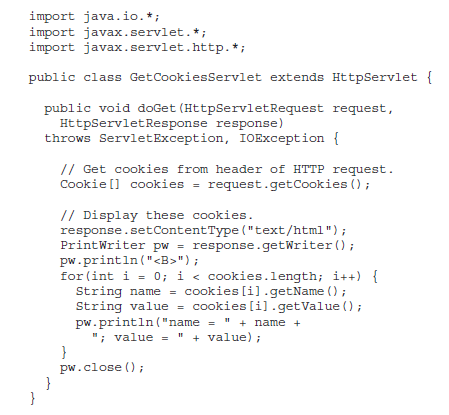 import java.io.*;
import javax.servlet.*;
import javax.servlet.http.*;

public class GetCookiesServlet extends HttpServlet {

  public void doGet(HttpServletRequest request,
    HttpServletResponse response)
  throws ServletException, IOException {

    // Get cookies from header of HTTP request.
    Cookie[] cookies = request.getCookies();

    // Display these cookies.
    response.setContentType("text/html");
    PrintWriter pw = response.getWriter();
    pw.println("<B>");
    for(int i = 0; i < cookies.length; i++) {
      String name = cookies[i].getName();
      String value = cookies[i].getValue();
      pw.println("name = " + name +
        "; value = " + value);
    }
    pw.close();
  }
}